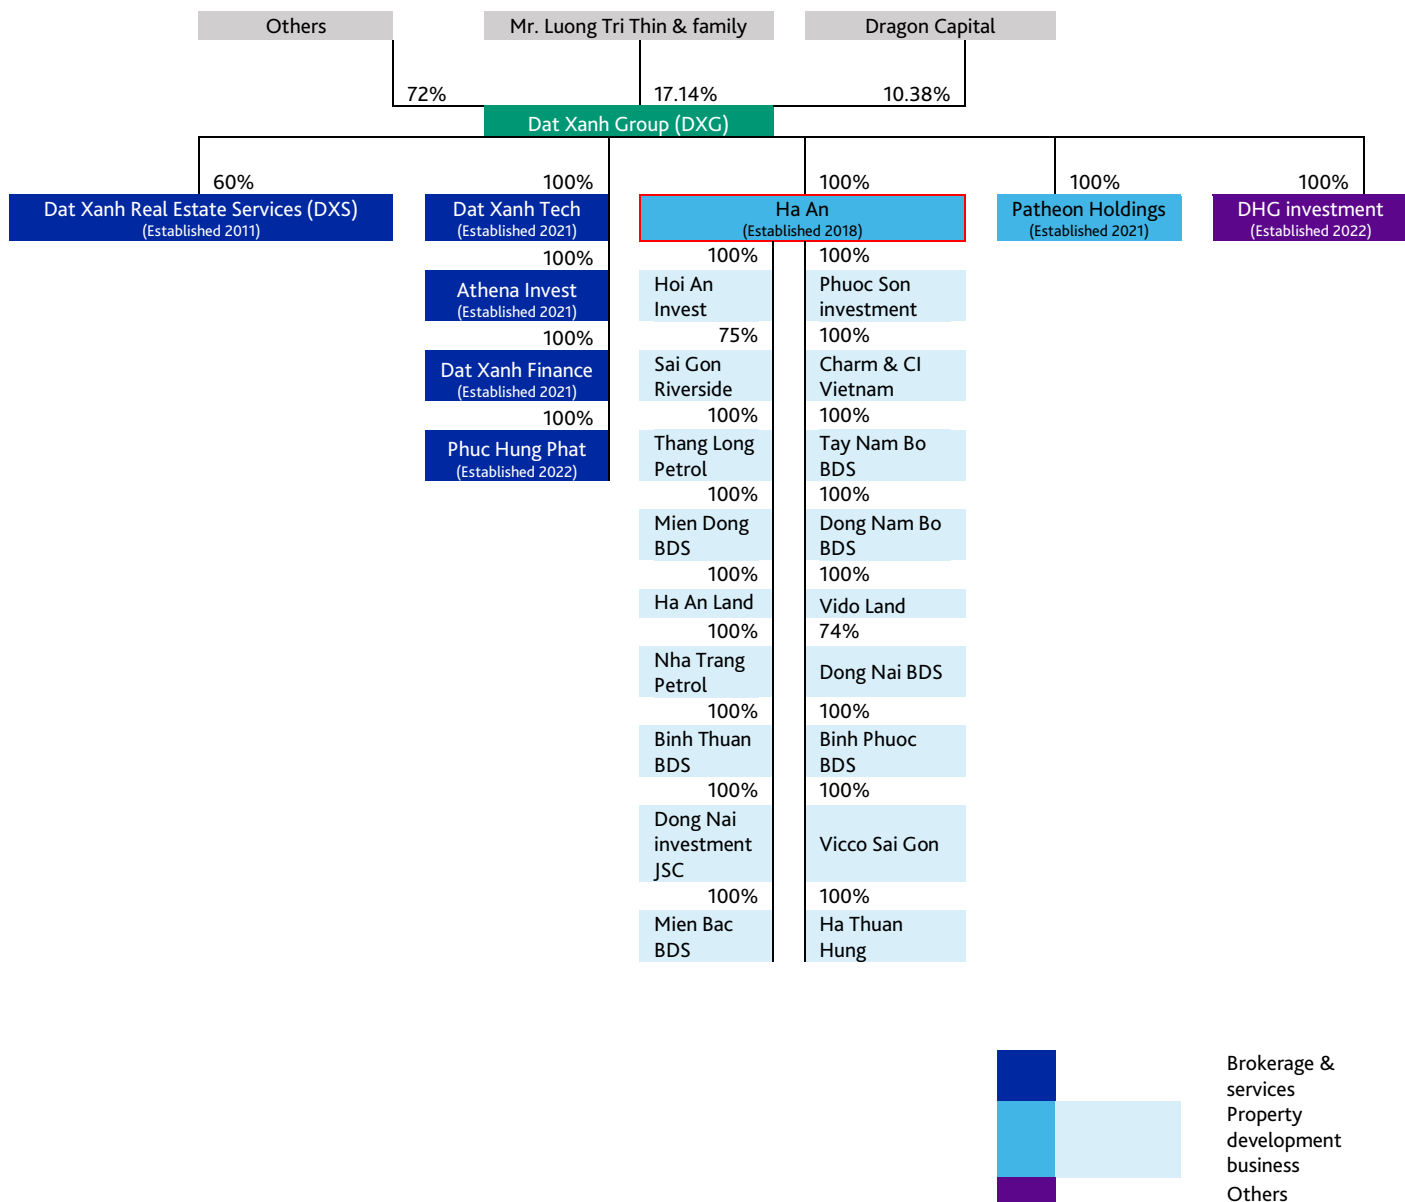 Others
Mr. Luong Tri Thin & family
Dragon Capital
72%
17.14%
10.38%
Dat Xanh Group (DXG)
60%
100%
100%
100%
100%
Dat Xanh Real Estate Services (DXS)
(Established 2011)
Dat Xanh Tech
(Established 2021)
Ha An
(Established 2018)
Patheon Holdings
(Established 2021)
DHG investment
(Established 2022)
100%
Athena Invest
(Established 2021)
100%
Dat Xanh Finance
(Established 2021)
100%
Phuc Hung Phat
(Established 2022)
100%
Hoi An
Invest
75%
Sai Gon
Riverside
100%
Thang Long
Petrol
100%
Mien Dong
BDS
100%
Ha An Land
100%
Nha Trang
Petrol
100%
Binh Thuan
BDS
100%
Dong Nai
investment
JSC
100%
Mien Bac
BDS
100%
Phuoc Son
investment
100%
Charm & CI
Vietnam
100%
Tay Nam Bo
BDS
100%
Dong Nam Bo
BDS
100%
Vido Land
74%
Dong Nai BDS
100%
Binh Phuoc
BDS
100%
Vicco Sai Gon
100%
Ha Thuan
Hung
Brokerage &
services
Property
development
business
Others